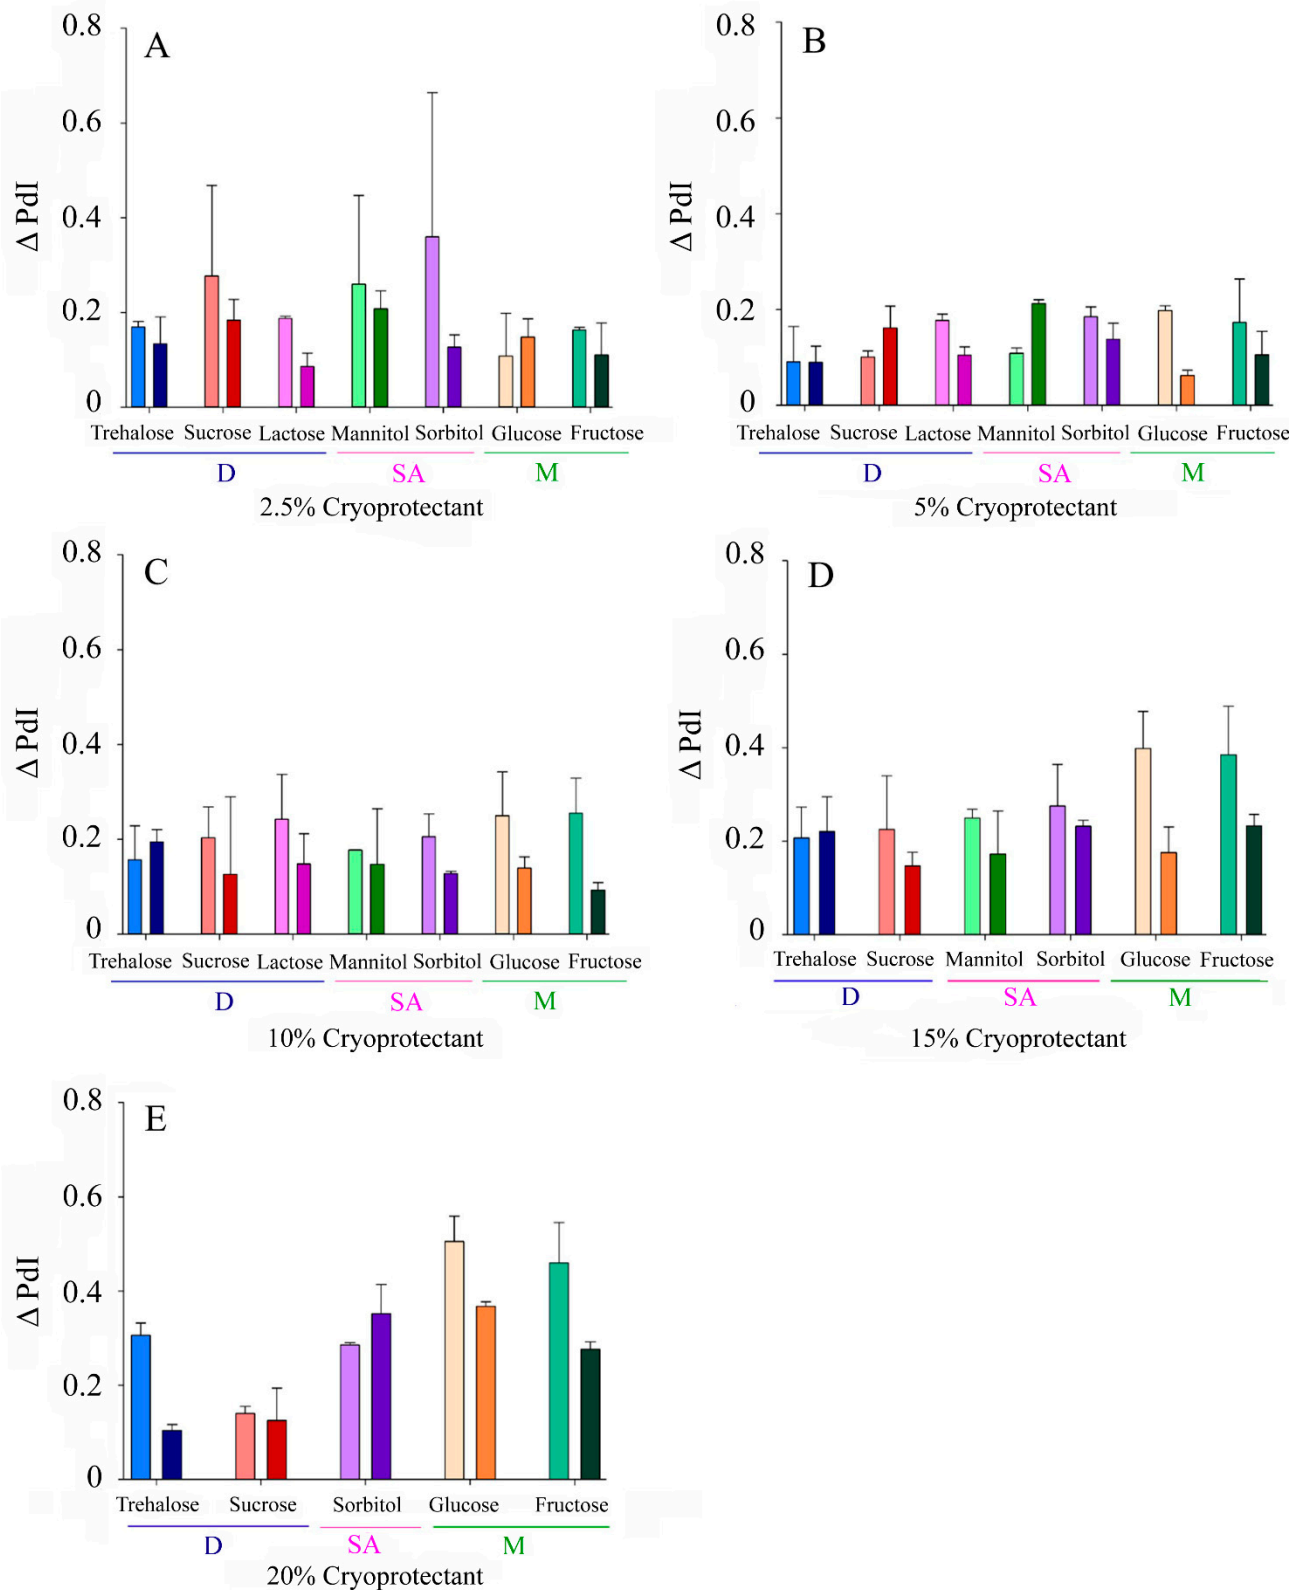 A
0.8
0.6
0.4
0.2
0
Δ PdI
Trehalose Sucrose Lactose Mannitol Sorbitol Glucose Fructose
D SA M
2.5% Cryoprotectant
B
0.8
0.6
0.4
0.2
0
Δ PdI
Trehalose Sucrose Lactose Mannitol Sorbitol Glucose Fructose
D SA M
5% Cryoprotectant
C
0.8
0.6
0.4
0.2
0
Δ PdI
Trehalose Sucrose Lactose Mannitol Sorbitol Glucose Fructose
D SA M
10% Cryoprotectant
D
0.8
0.6
0.4
0.2
0
Δ PdI
Trehalose Sucrose Mannitol Sorbitol Glucose Fructose
D SA M
15% Cryoprotectant
E
0.8
0.6
0.4
0.2
0
Δ PdI
Trehalose Sucrose Sorbitol Glucose Fructose
D SA M
20% Cryoprotectant